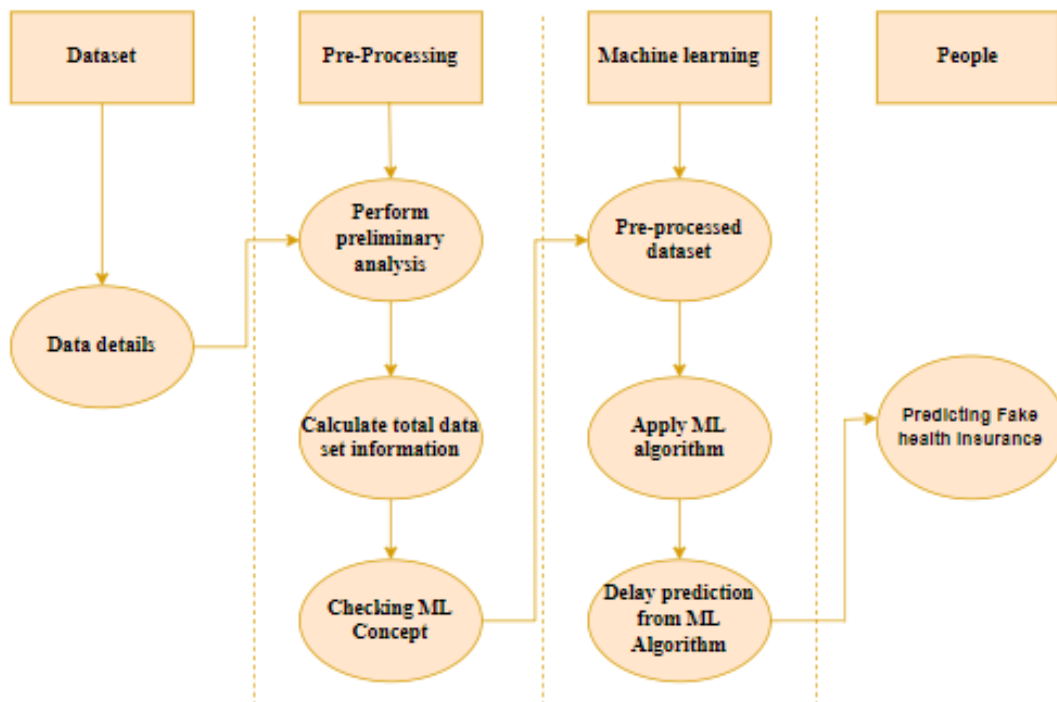 Dataset
Pre-Processing
Machine learning
People
Perform
preliminary
analysis
Pre-processed
dataset
Data details
Calculate total data
set information
Apply ML
algorithm
Predicting Fake
health insurance
Checking ML
Concept
Delay prediction
from ML
Algorithm